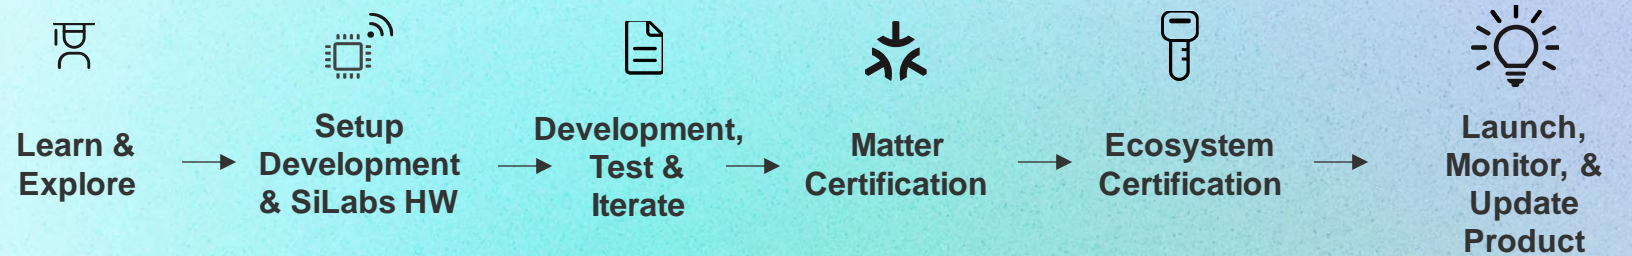 Learn &
Explore
Setup
Development
& SiLabs HW
Development,
Test &
Iterate
Matter
Certification
Ecosystem
Certification
Launch,
Monitor, &
Update
Product